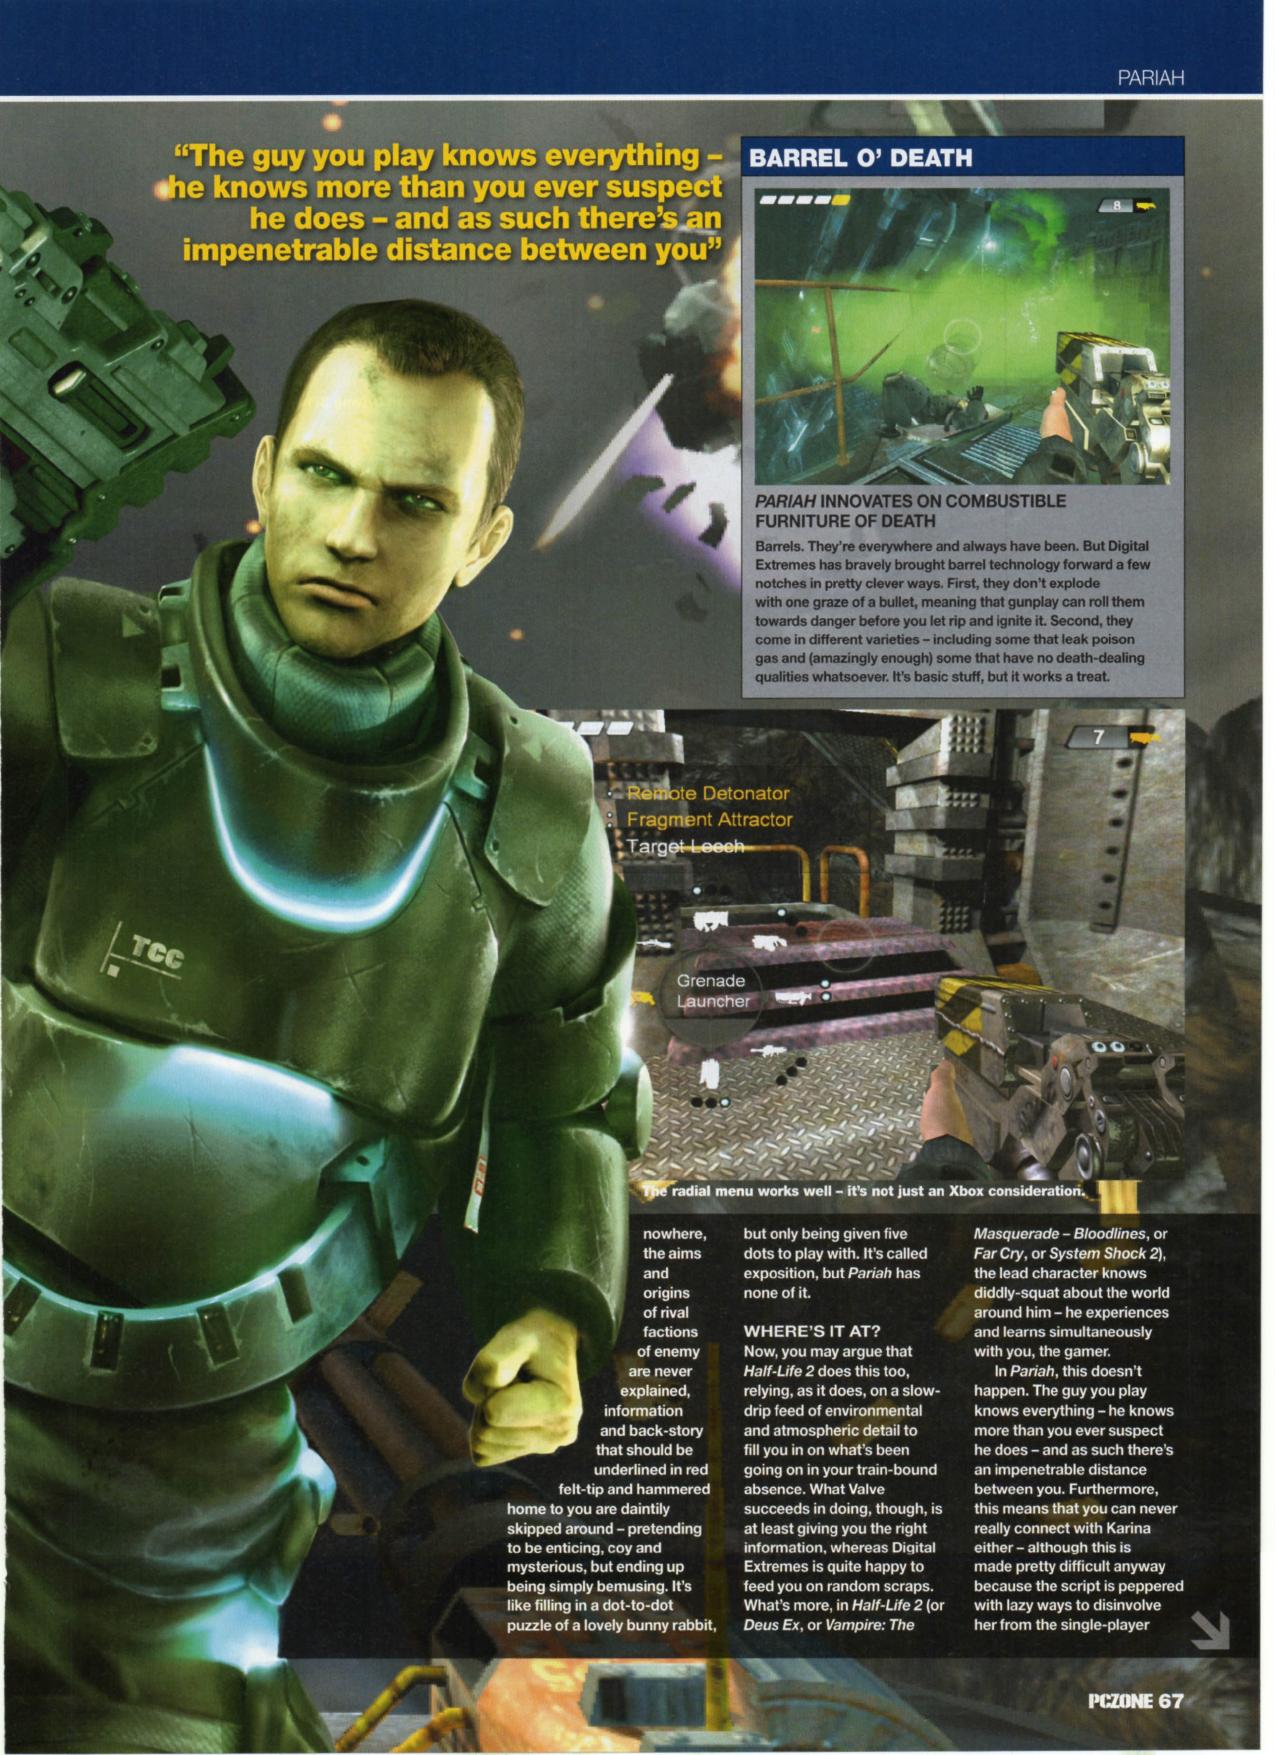 PARIAH
“The guy you play knows everything –
he knows more than you ever suspect
he does – and as such there’s an
impenetrable distance between you”
BARREL O’ DEATH
8
PARIAH INNOVATES ON COMBUSTIBLE
FURNITURE OF DEATH
Barrels. They’re everywhere and always have been. But Digital
Extremes has bravely brought barrel technology forward a few
notches in pretty clever ways. First, they don’t explode
with one graze of a bullet, meaning that gunplay can roll them
towards danger before you let rip and ignite it. Second, they
come in different varieties – including some that leak poison
gas and (amazingly enough) some that have no death-dealing
qualities whatsoever. It’s basic stuff, but it works a treat.
7
Remote Detonator
Fragment Attractor
Target Leech
Grenade
Launcher
TCC
The radial menu works well – it’s not just an Xbox consideration.
nowhere,
the aims
and
origins
of rival
factions
of enemy
are never
explained,
information
and back-story
that should be
underlined in red
felt-tip and hammered
home to you are daintily
skipped around – pretending
to be enticing, coy and
mysterious, but ending up
being simply bemusing. It’s
like filling in a dot-to-dot
puzzle of a lovely bunny rabbit,
but only being given five
dots to play with. It’s called
exposition, but Pariah has
none of it.
WHERE’S IT AT?
Now, you may argue that
Half-Life 2 does this too,
relying, as it does, on a slow-
drip feed of environmental
and atmospheric detail to
fill you in on what’s been
going on in your train-bound
absence. What Valve
succeeds in doing, though, is
at least giving you the right
information, whereas Digital
Extremes is quite happy to
feed you on random scraps.
What’s more, in Half-Life 2 (or
Deus Ex, or Vampire: The
Masquerade – Bloodlines, or
Far Cry, or System Shock 2),
the lead character knows
diddly-squat about the world
around him – he experiences
and learns simultaneously
with you, the gamer.
In Pariah, this doesn’t
happen. The guy you play
knows everything – he knows
more than you ever suspect
he does – and as such there’s
an impenetrable distance
between you. Furthermore,
this means that you can never
really connect with Karina
either – although this is
made pretty difficult anyway
because the script is peppered
with lazy ways to disinvolve
her from the single-player
PCZONE 67